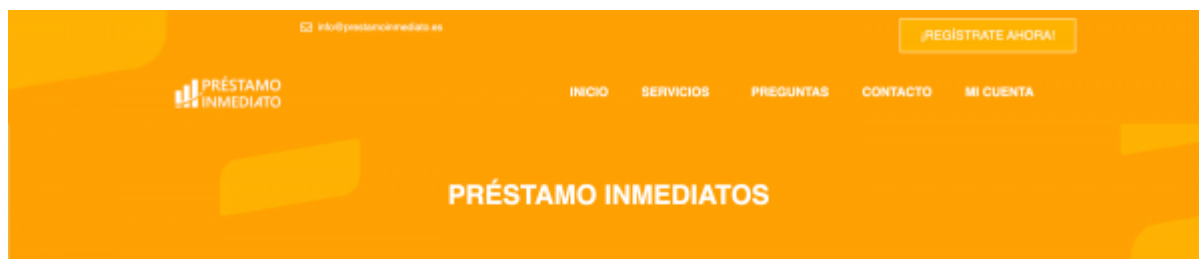 info@prestamoinmediato.es
¡REGÍSTRATE AHORA!
PRÉSTAMO
INMEDIATO
INICIO SERVICIOS PREGUNTAS CONTACTO MI CUENTA
PRÉSTAMO INMEDIATOS